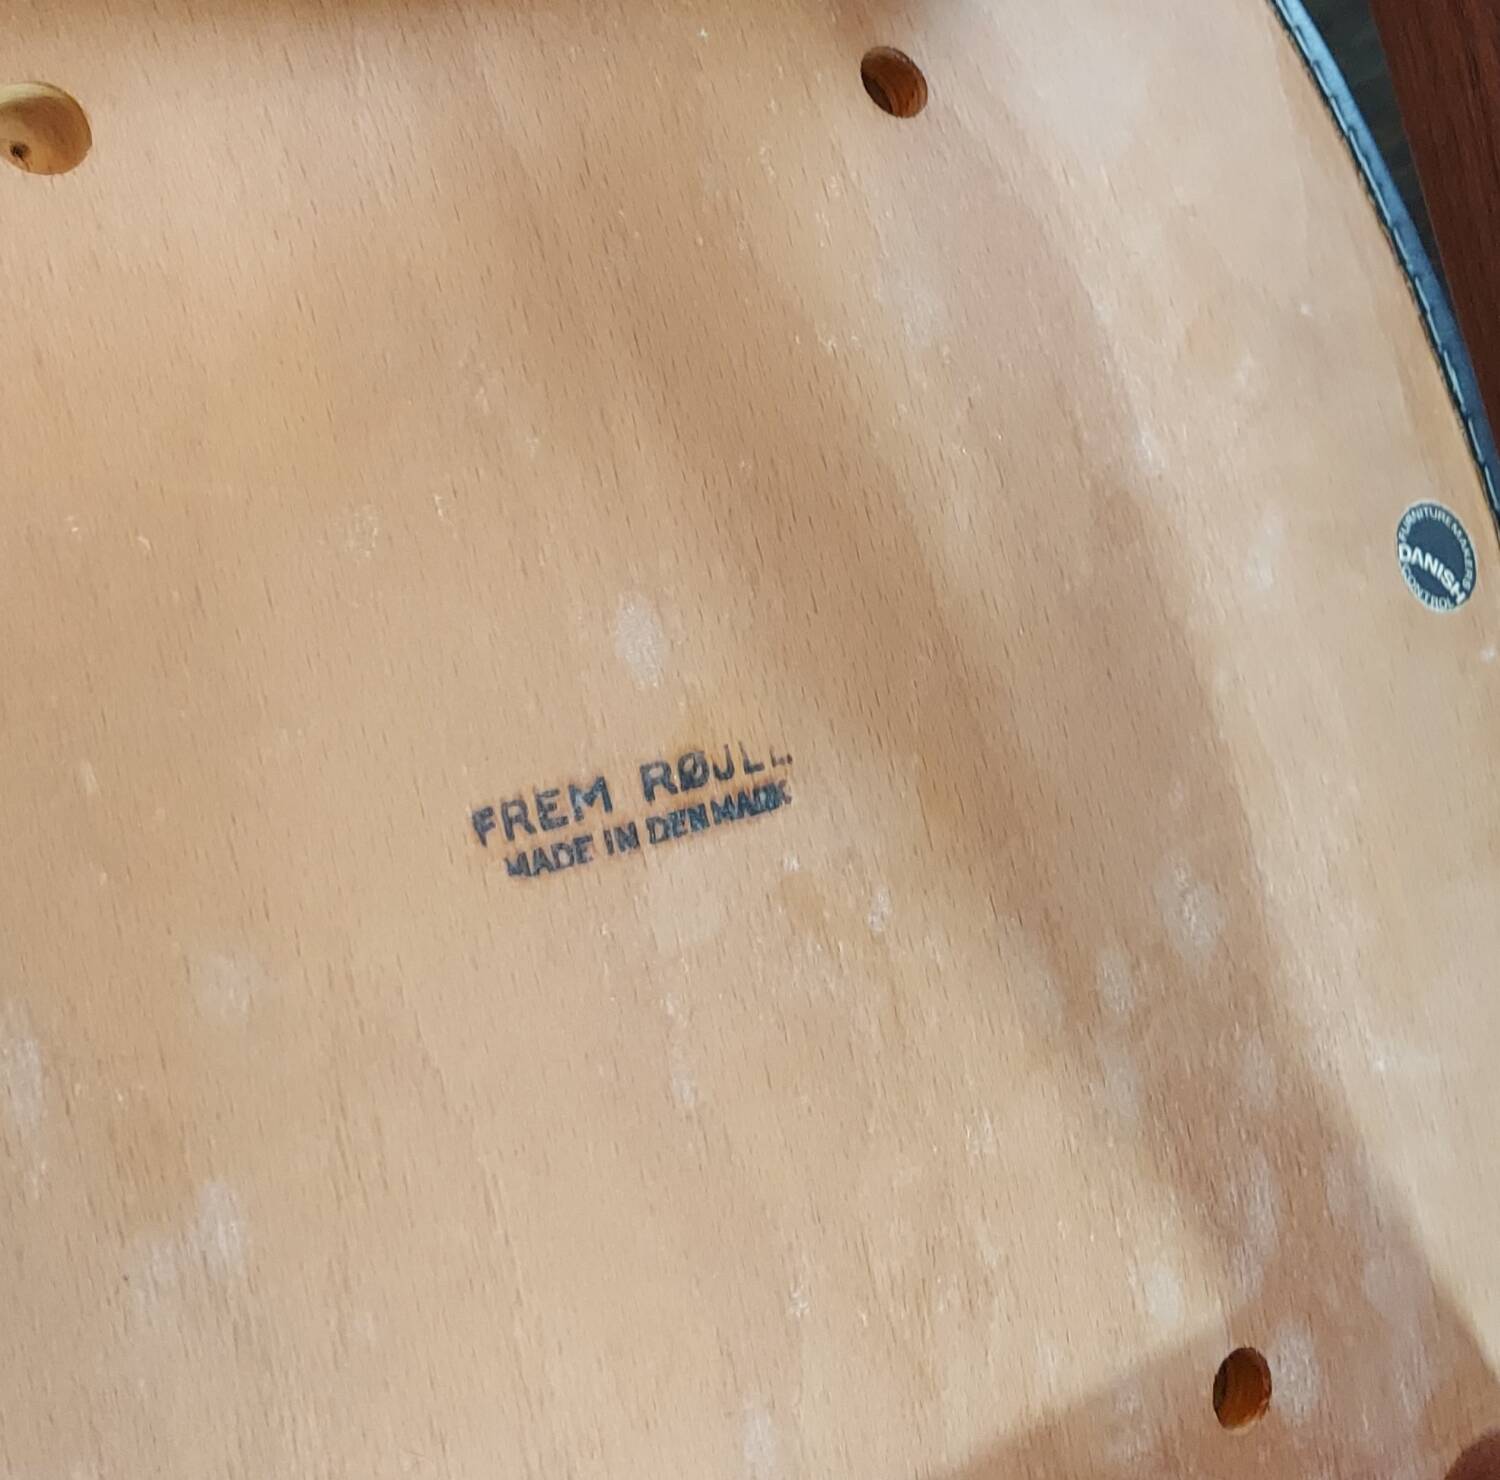 FURNITUREMAKERS
DANISH
CONTROL
FREM RØJLE
MADE IN DENMARK